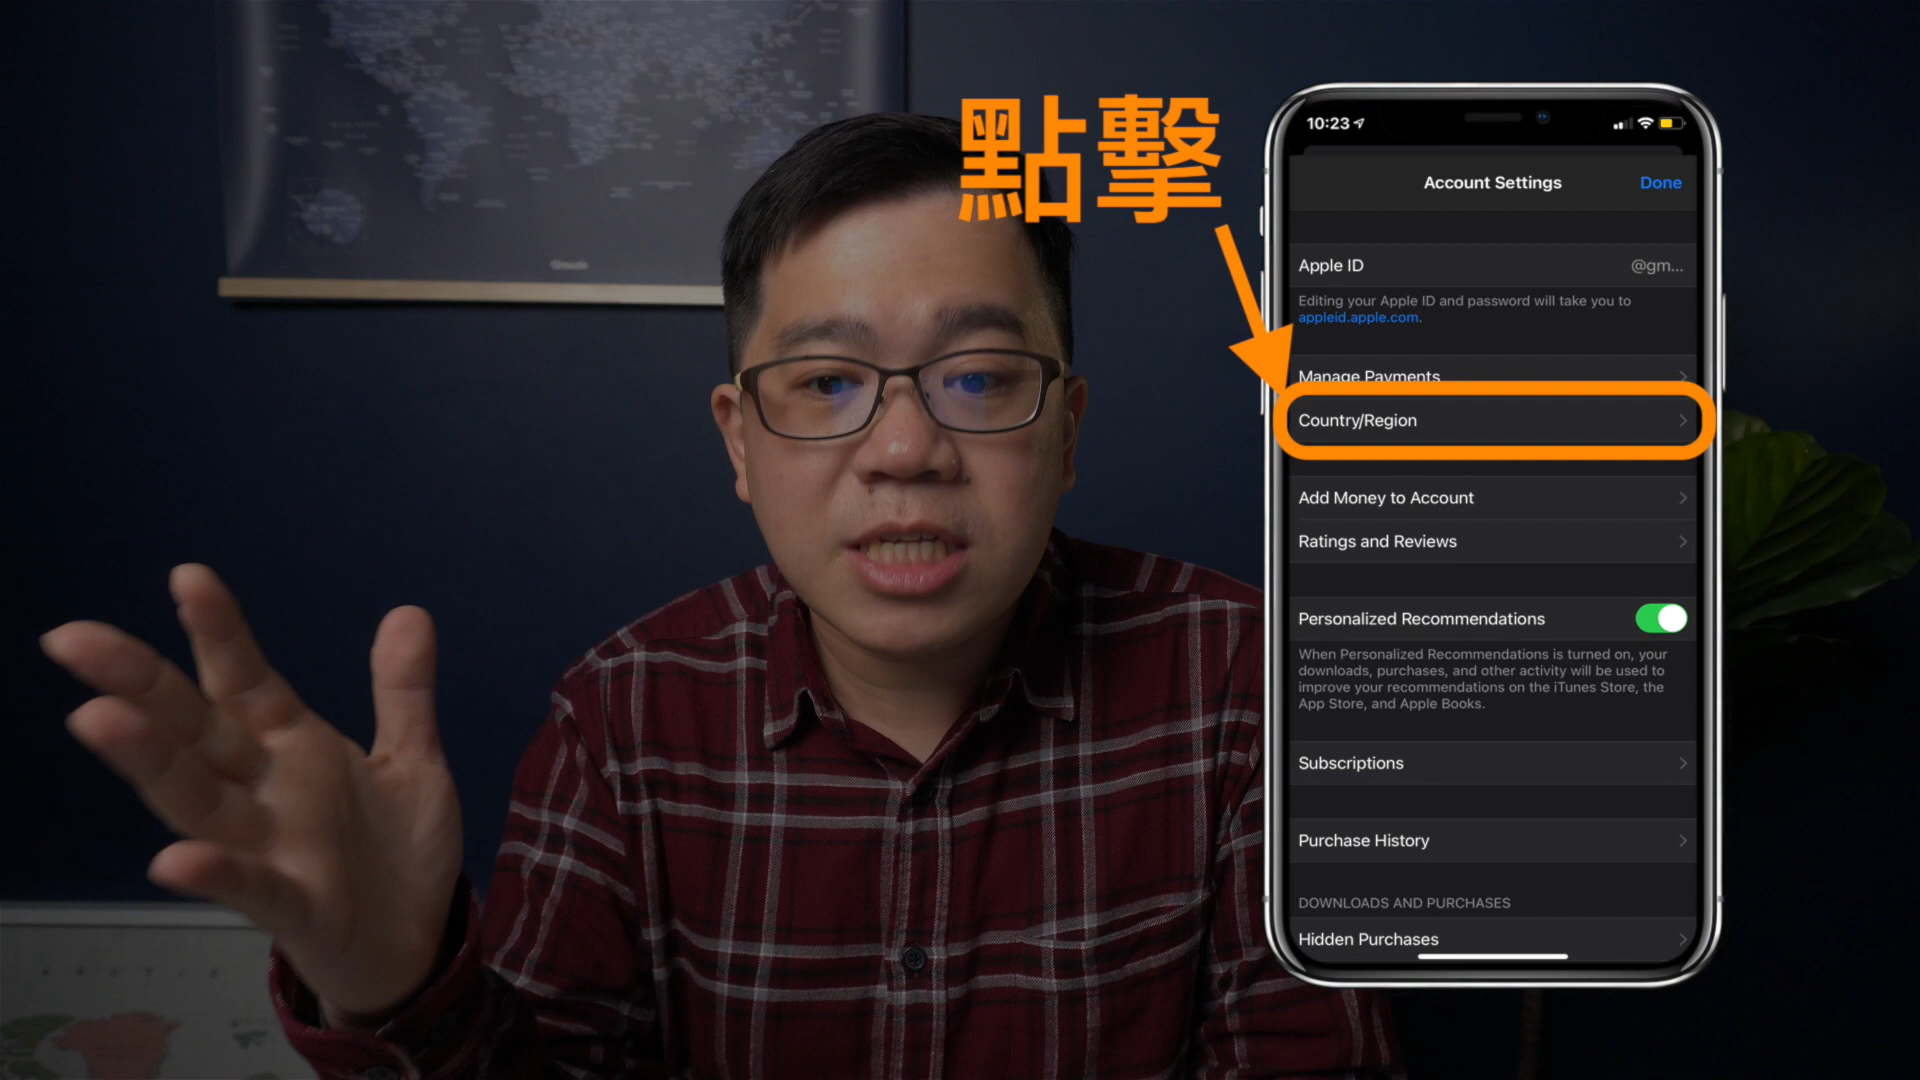 點擊
10:23
Account Settings
Done
Apple ID
@gm...
Editing your Apple ID and password will take you to
appleid.apple.com.
Manage Payments
Country/Region
Add Money to Account
Ratings and Reviews
Personalized Recommendations
When Personalized Recommendations is turned on, your
downloads, purchases, and other activity will be used to
improve your recommendations on the iTunes Store, the
App Store, and Apple Books.
Subscriptions
Purchase History
DOWNLOADS AND PURCHASES
Hidden Purchases